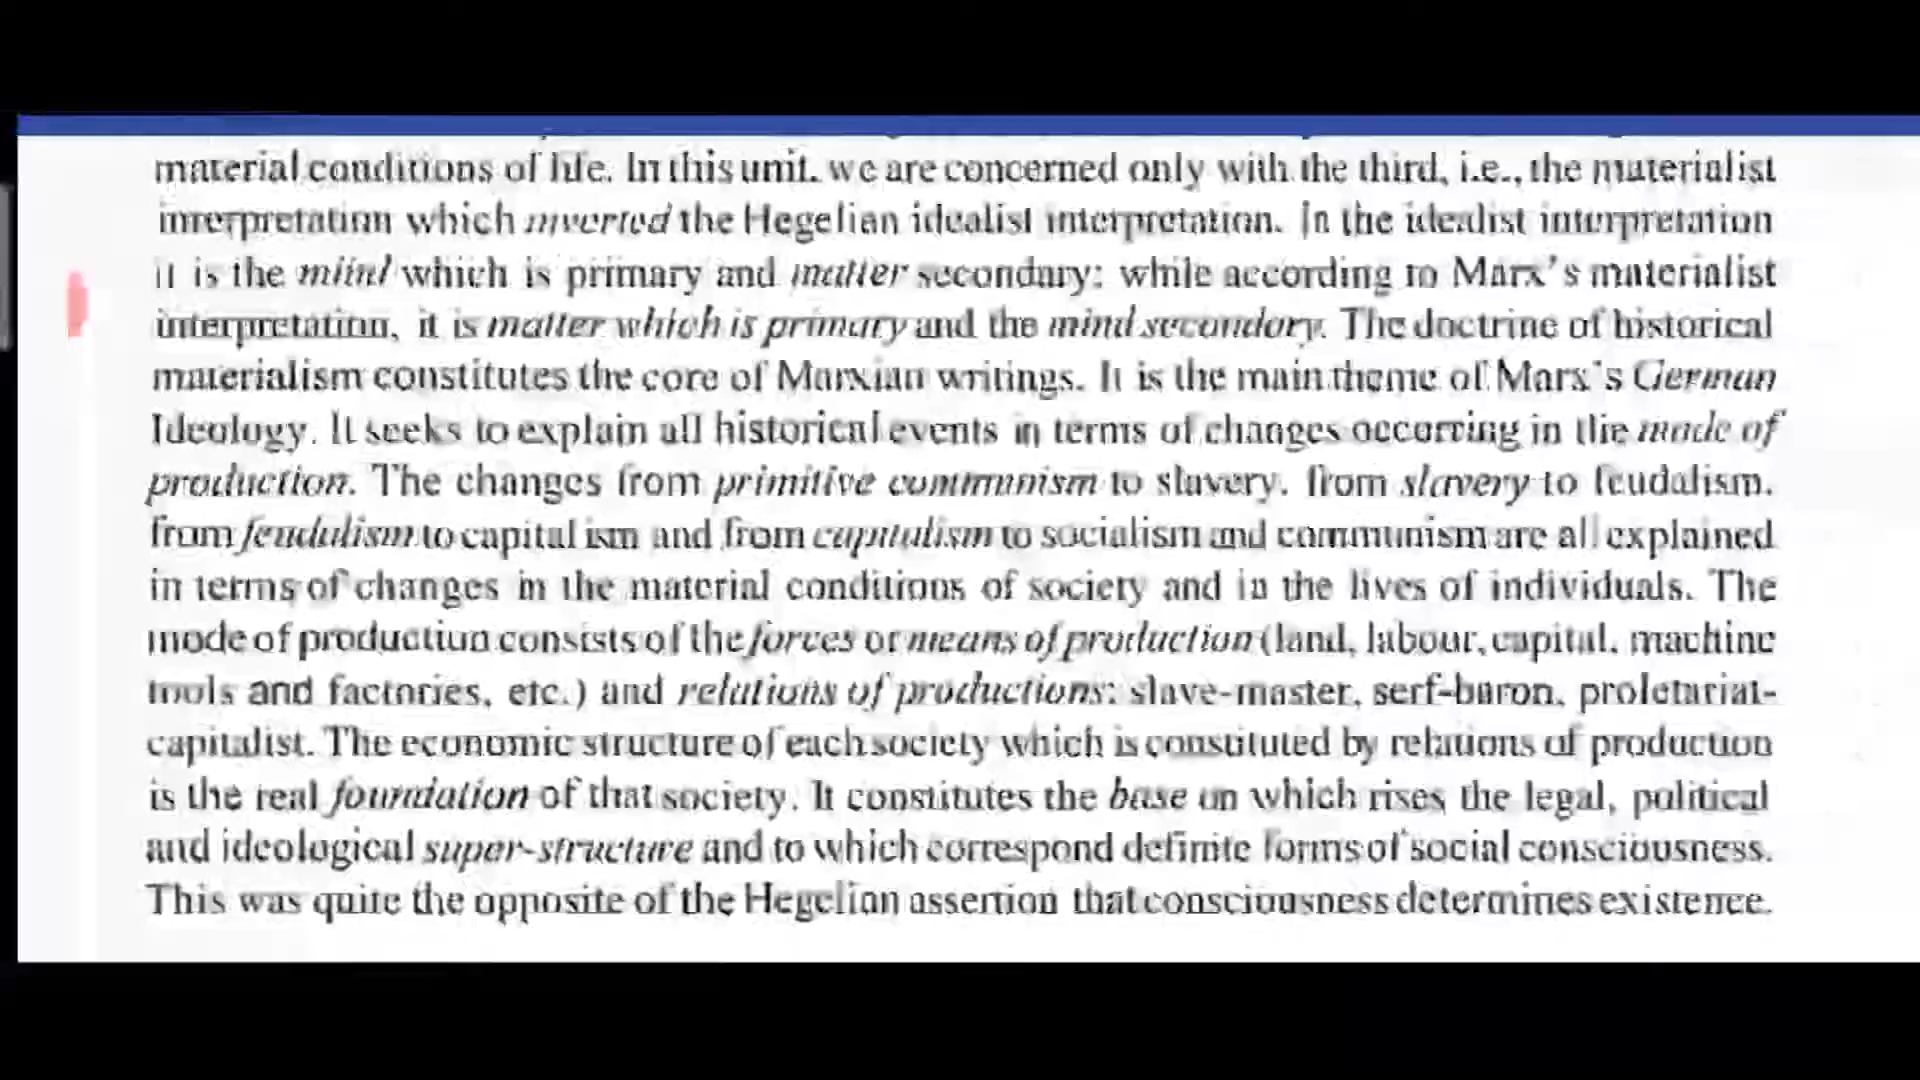 material conditions of life. In this unit, we are concerned only with the third, i.e., the materialist
interpretation which inverted the Hegelian idealist interpretation. In the idealist interpretation
it is the mind which is primary and matter secondary: while according to Marx's materialist
interpretation, it is matter which is primary and the mind secondary. The doctrine of historical
materialism constitutes the core of Marxian writings. It is the main theme of Marx's German
Ideology. It seeks to explain all historical events in terms of changes occurring in the mode of
production. The changes from primitive communism to slavery, from slavery to feudalism,
from feudalism to capitalism and from capitalism to socialism and communism are all explained
in terms of changes in the material conditions of society and in the lives of individuals. The
mode of production consists of the forces or means of production (land, labour, capital, machine
tools and factories, etc.) and relations of productions: slave-master, serf-baron, proletariat-
capitalist. The economic structure of each society which is constituted by relations of production
is the real foundation of that society. It constitutes the base on which rises the legal, political
and ideological super-structure and to which correspond definite forms of social consciousness.
This was quite the opposite of the Hegelian assertion that consciousness determines existence.